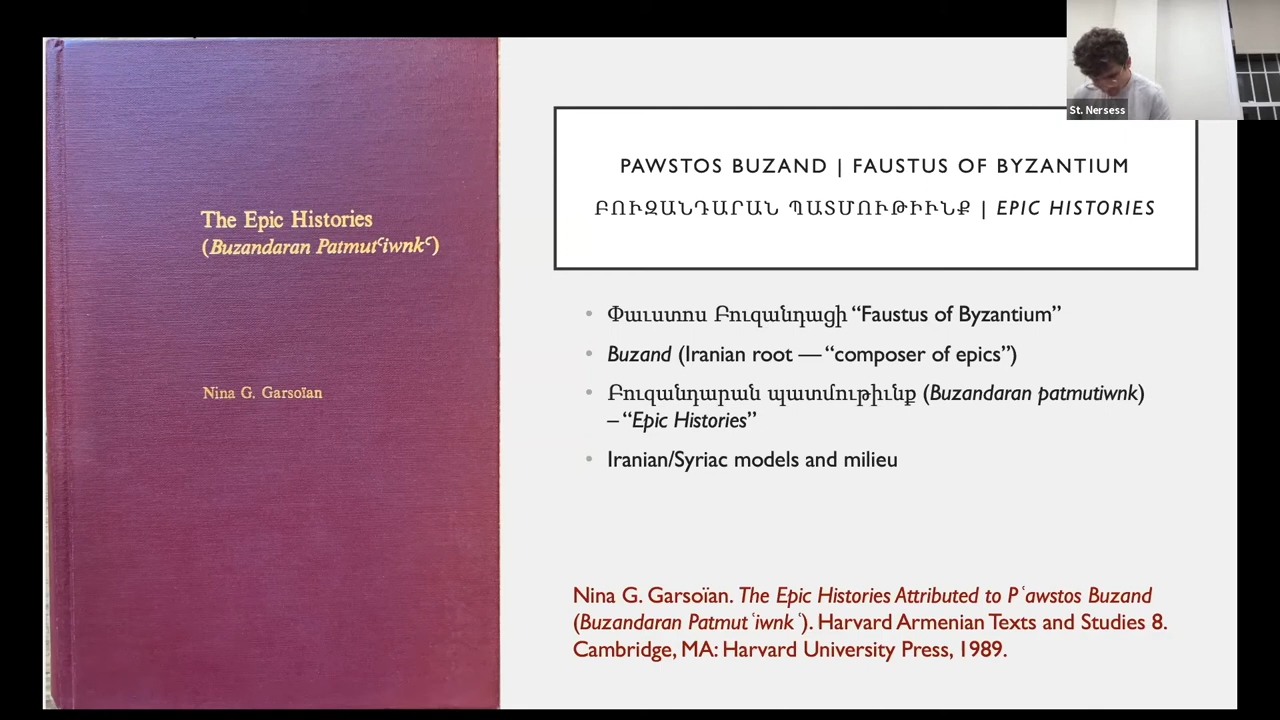 The Epic Histories
(Buzandaran Patmutʿiwnkʿ)
Nina G. Garsoïan
St. Nersess
PAWSTOS BUZAND | FAUSTUS OF BYZANTIUM
ԲՈՒԶԱՆԴԱՐԱՆ ՊԱՏՄՈՒԹԻՒՆՔ | EPIC HISTORIES
• Փաւստոս Բուզանդացի “Faustus of Byzantium”
• Buzand (Iranian root — “composer of epics”)
• Բուզանդարան պատմութիւնք (Buzandaran patmutiwnk)
– “Epic Histories”
• Iranian/Syriac models and milieu
Nina G. Garsoïan. The Epic Histories Attributed to Pʿawstos Buzand
(Buzandaran Patmutʿiwnkʿ). Harvard Armenian Texts and Studies 8.
Cambridge, MA: Harvard University Press, 1989.